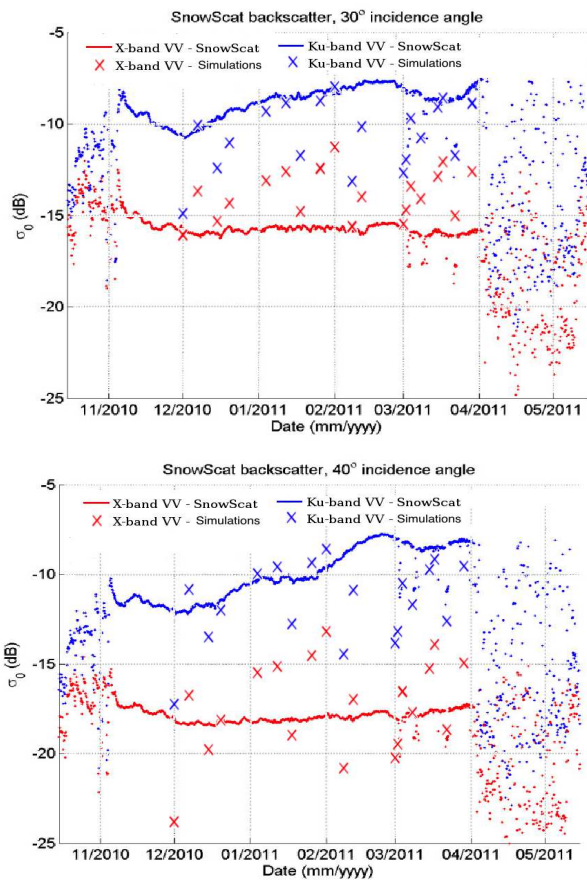 SnowScat backscatter, 30° incidence angle
-5
X-band VV - SnowScat
Ku-band VV - SnowScat
X-band VV - Simulations
Ku-band VV - Simulations
-10
σ0 (dB)
-15
-20
-25
11/2010 12/2010 01/2011 02/2011 03/2011 04/2011 05/2011
Date (mm/yyyy)
SnowScat backscatter, 40° incidence angle
-5
X-band VV - SnowScat
Ku-band VV - SnowScat
X-band VV - Simulations
Ku-band VV - Simulations
-10
σ0 (dB)
-15
-20
-25
11/2010 12/2010 01/2011 02/2011 03/2011 04/2011 05/2011
Date (mm/yyyy)